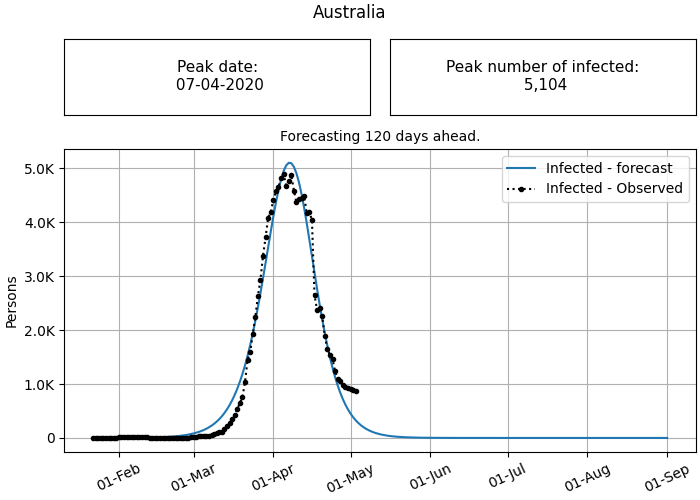 Australia
Peak date:
07-04-2020
Peak number of infected:
5,104
Forecasting 120 days ahead.
Infected - forecast
Infected - Observed
5.0K
4.0K
3.0K
2.0K
1.0K
0
Persons
01-Feb
01-Mar
01-Apr
01-May
01-Jun
01-Jul
01-Aug
01-Sep